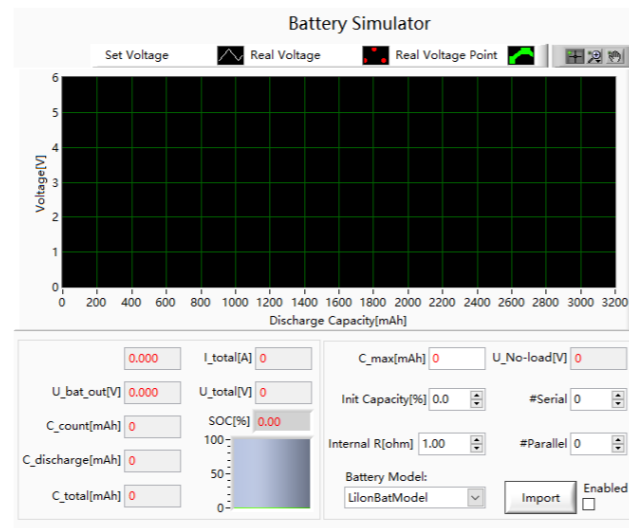 Battery Simulator
Set Voltage Real Voltage Real Voltage Point
6
5
4
3
2
1
0
Voltage[V]
0 200 400 600 800 1000 1200 1400 1600 1800 2000 2200 2400 2600 2800 3000 3200
Discharge Capacity[mAh]
0.000 I_total[A] 0
U_bat_out[V] 0.000 U_total[V] 0
C_count[mAh] 0 SOC[%] 0.00
C_discharge[mAh] 0
C_total[mAh] 0
100
50
0
C_max[mAh] 0 U_No-load[V] 0
Init Capacity[%] 0.0 #Serial 0
Internal R[ohm] 1.00 #Parallel 0
Battery Model:
LiIonBatModel Import Enabled